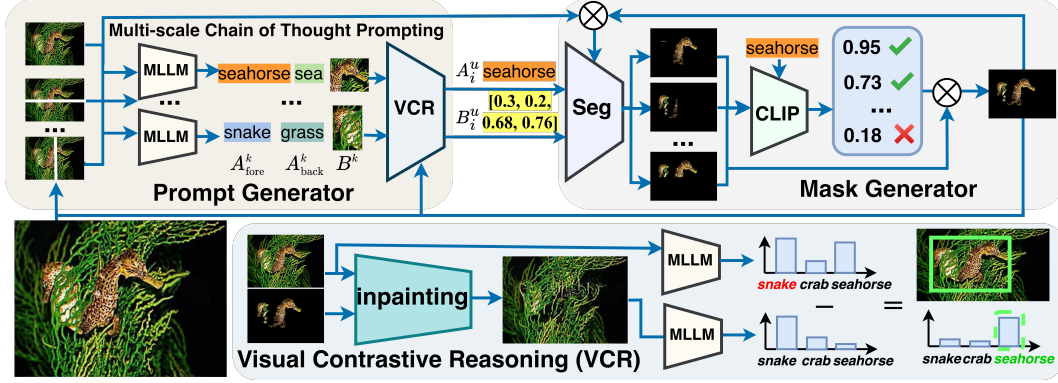 Multi-scale Chain of Thought Prompting
MLLM
seahorse sea
...
...
MLLM
snake grass
...
A^k_fore A^k_back B^k
Prompt Generator
VCR
A_i^u seahorse
B_i^u [0.3, 0.2,
0.68, 0.76]
Seg
...
seahorse
CLIP
0.95
0.73
...
0.18
Mask Generator
inpainting
MLLM
snake crab seahorse
MLLM
snake crab seahorse
− =
snake crab seahorse
Visual Contrastive Reasoning (VCR)